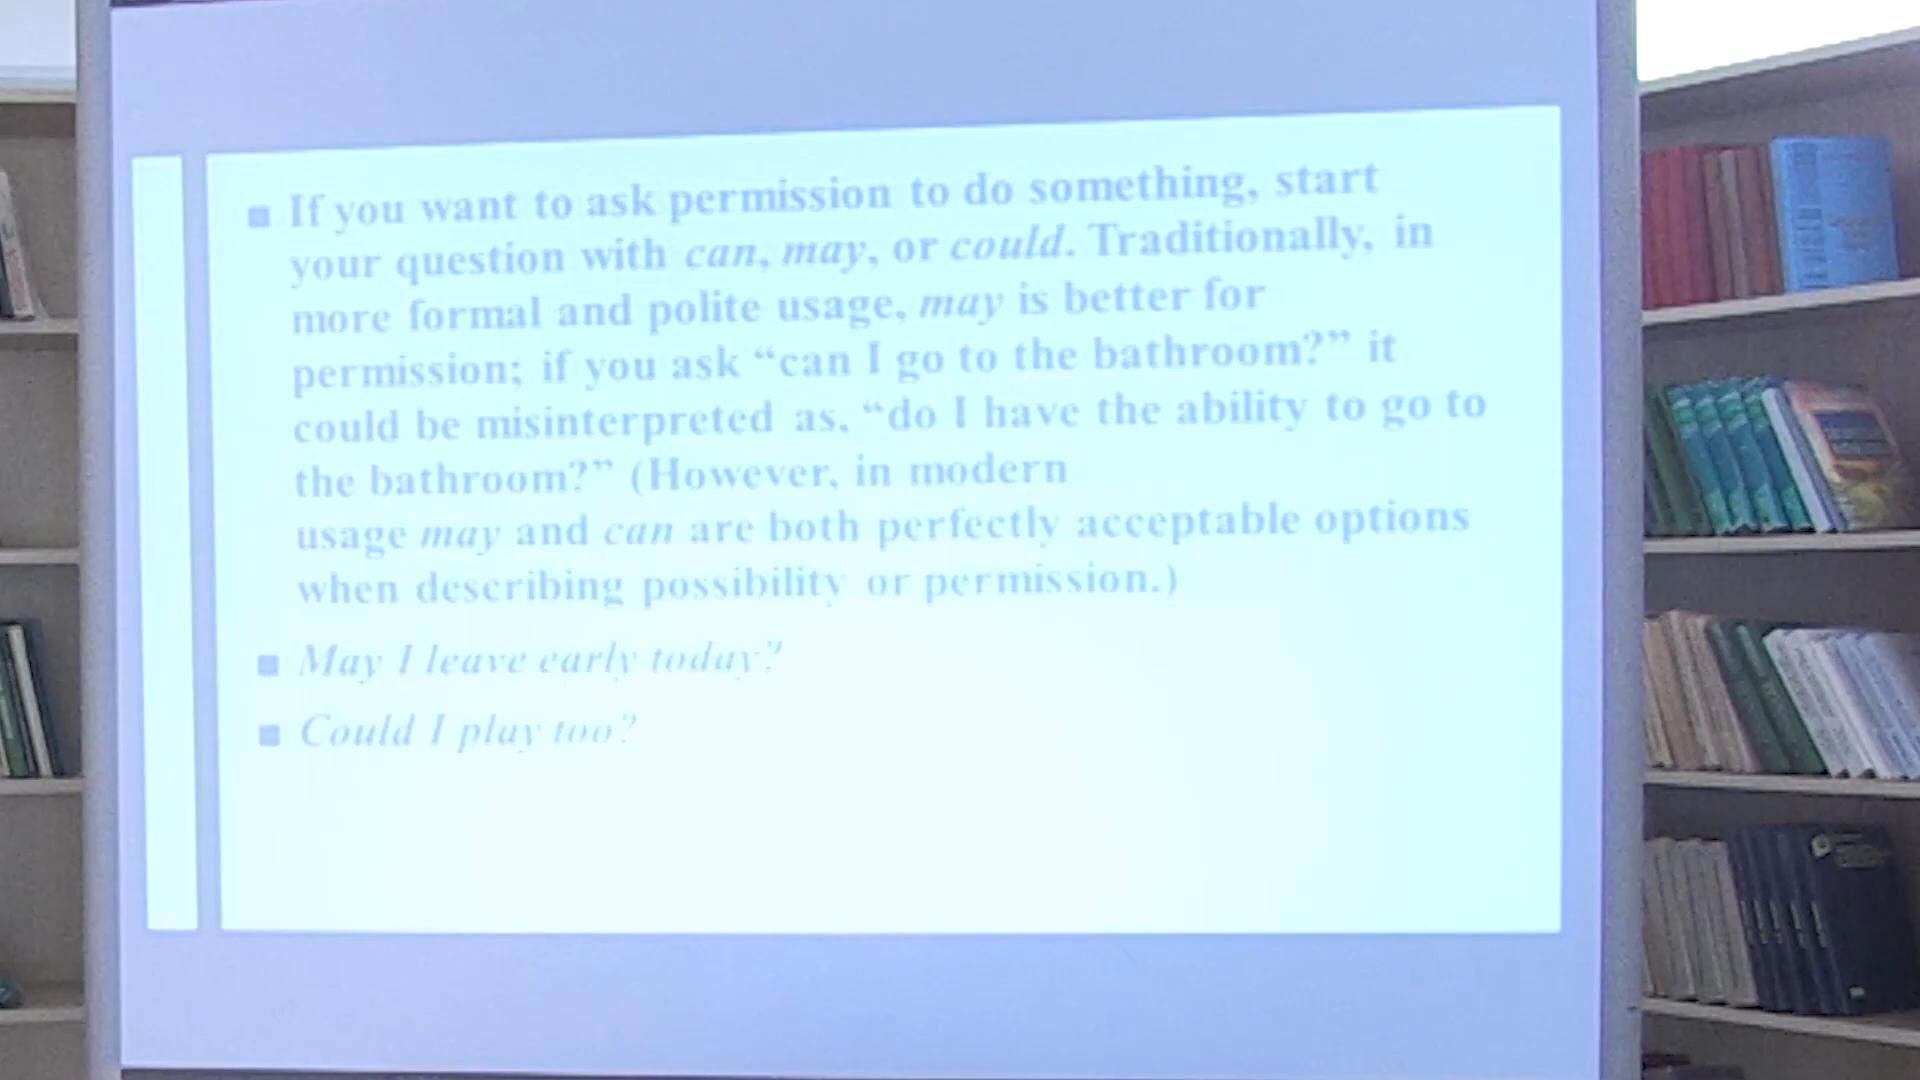 If you want to ask permission to do something, start
your question with can, may, or could. Traditionally, in
more formal and polite usage, may is better for
permission; if you ask “can I go to the bathroom?” it
could be misinterpreted as, “do I have the ability to go to
the bathroom?” (However, in modern
usage may and can are both perfectly acceptable options
when describing possibility or permission.)
May I leave early today?
Could I play too?